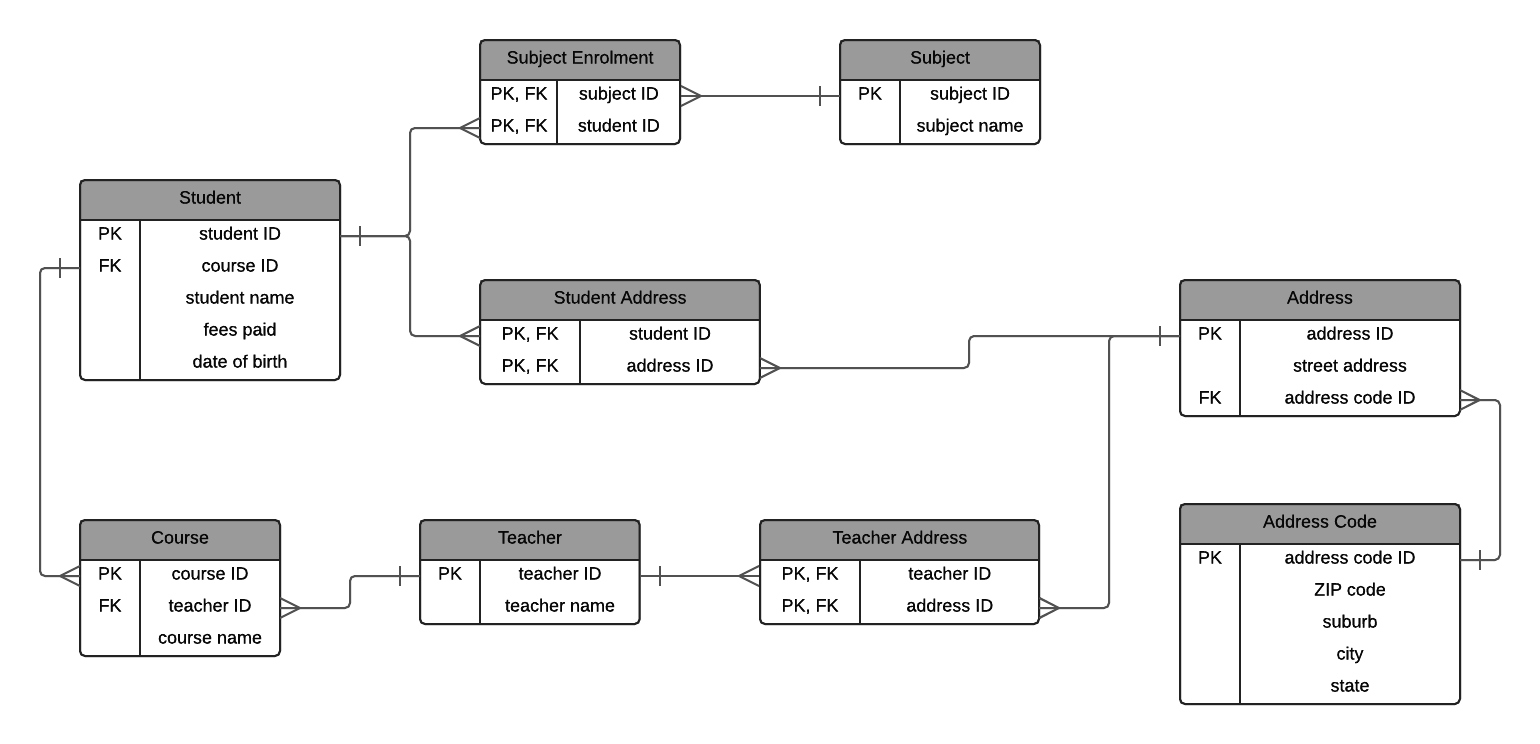 Subject Enrolment
PK, FK subject ID
PK, FK student ID
Subject
PK subject ID
subject name
Student
PK student ID
FK course ID
student name
fees paid
date of birth
Student Address
PK, FK student ID
PK, FK address ID
Address
PK address ID
street address
FK address code ID
Course
PK course ID
FK teacher ID
course name
Teacher
PK teacher ID
teacher name
Teacher Address
PK, FK teacher ID
PK, FK address ID
Address Code
PK address code ID
ZIP code
suburb
city
state